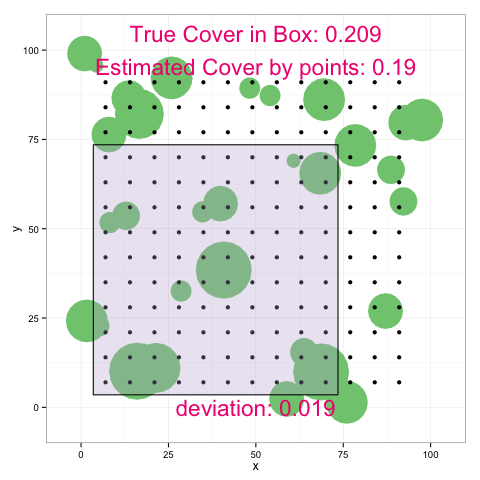 True Cover in Box: 0.209
Estimated Cover by points: 0.19
100
75
y
50
25
deviation: 0.019
0
0 25 50 75 100
x